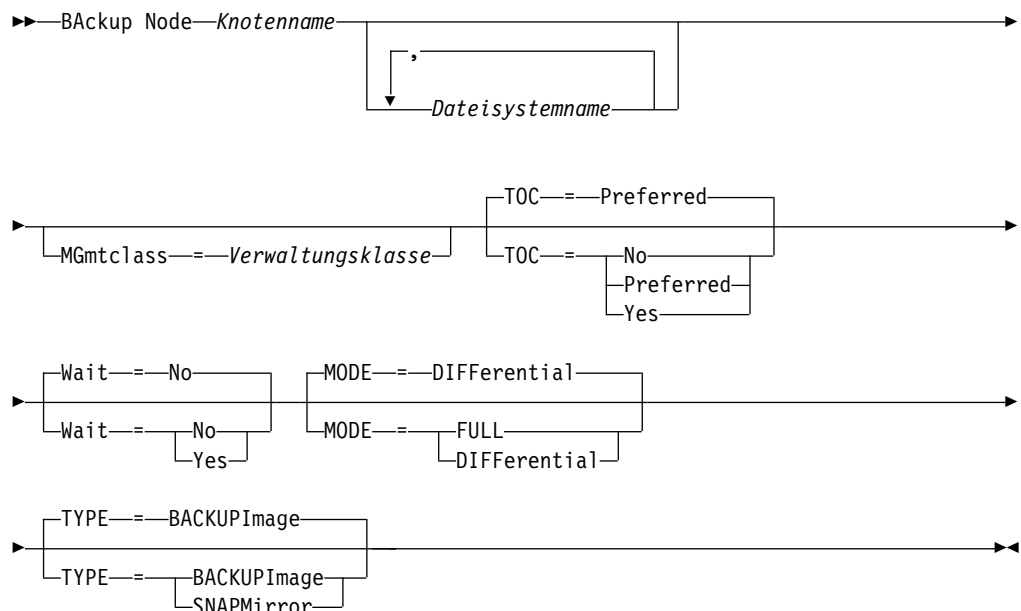 BAckup Node Knotenname
,
Dateisystemname
TOC = Preferred
MGmtclass = Verwaltungsklasse
TOC = No
Preferred
Yes
Wait = No
MODE = DIFFerential
Wait = No
Yes
MODE = FULL
DIFFerential
TYPE = BACKUPImage
TYPE = BACKUPImage
SNAPMirror